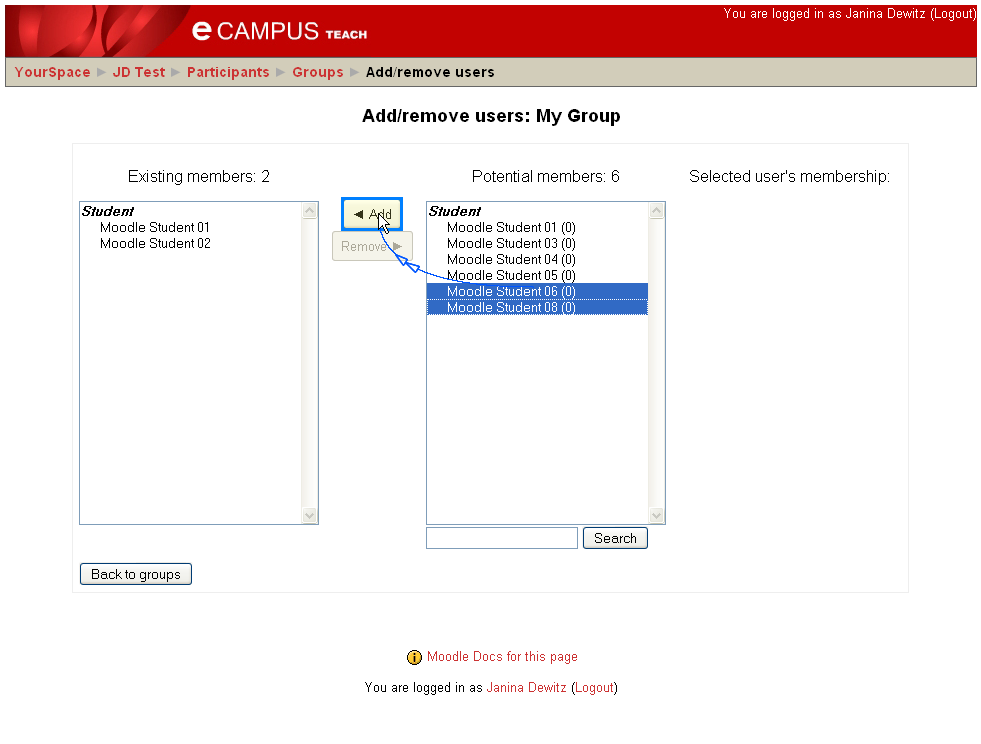 You are logged in as Janina Dewitz (Logout)
e CAMPUS TEACH
YourSpace ► JD Test ► Participants ► Groups ► Add/remove users
Add/remove users: My Group
Existing members: 2
Potential members: 6
Selected user's membership:
Student
Moodle Student 01
Moodle Student 02
◄ Add
Remove ►
Student
Moodle Student 01 (0)
Moodle Student 03 (0)
Moodle Student 04 (0)
Moodle Student 05 (0)
Moodle Student 06 (0)
Moodle Student 08 (0)
Search
Back to groups
i Moodle Docs for this page
You are logged in as Janina Dewitz (Logout)